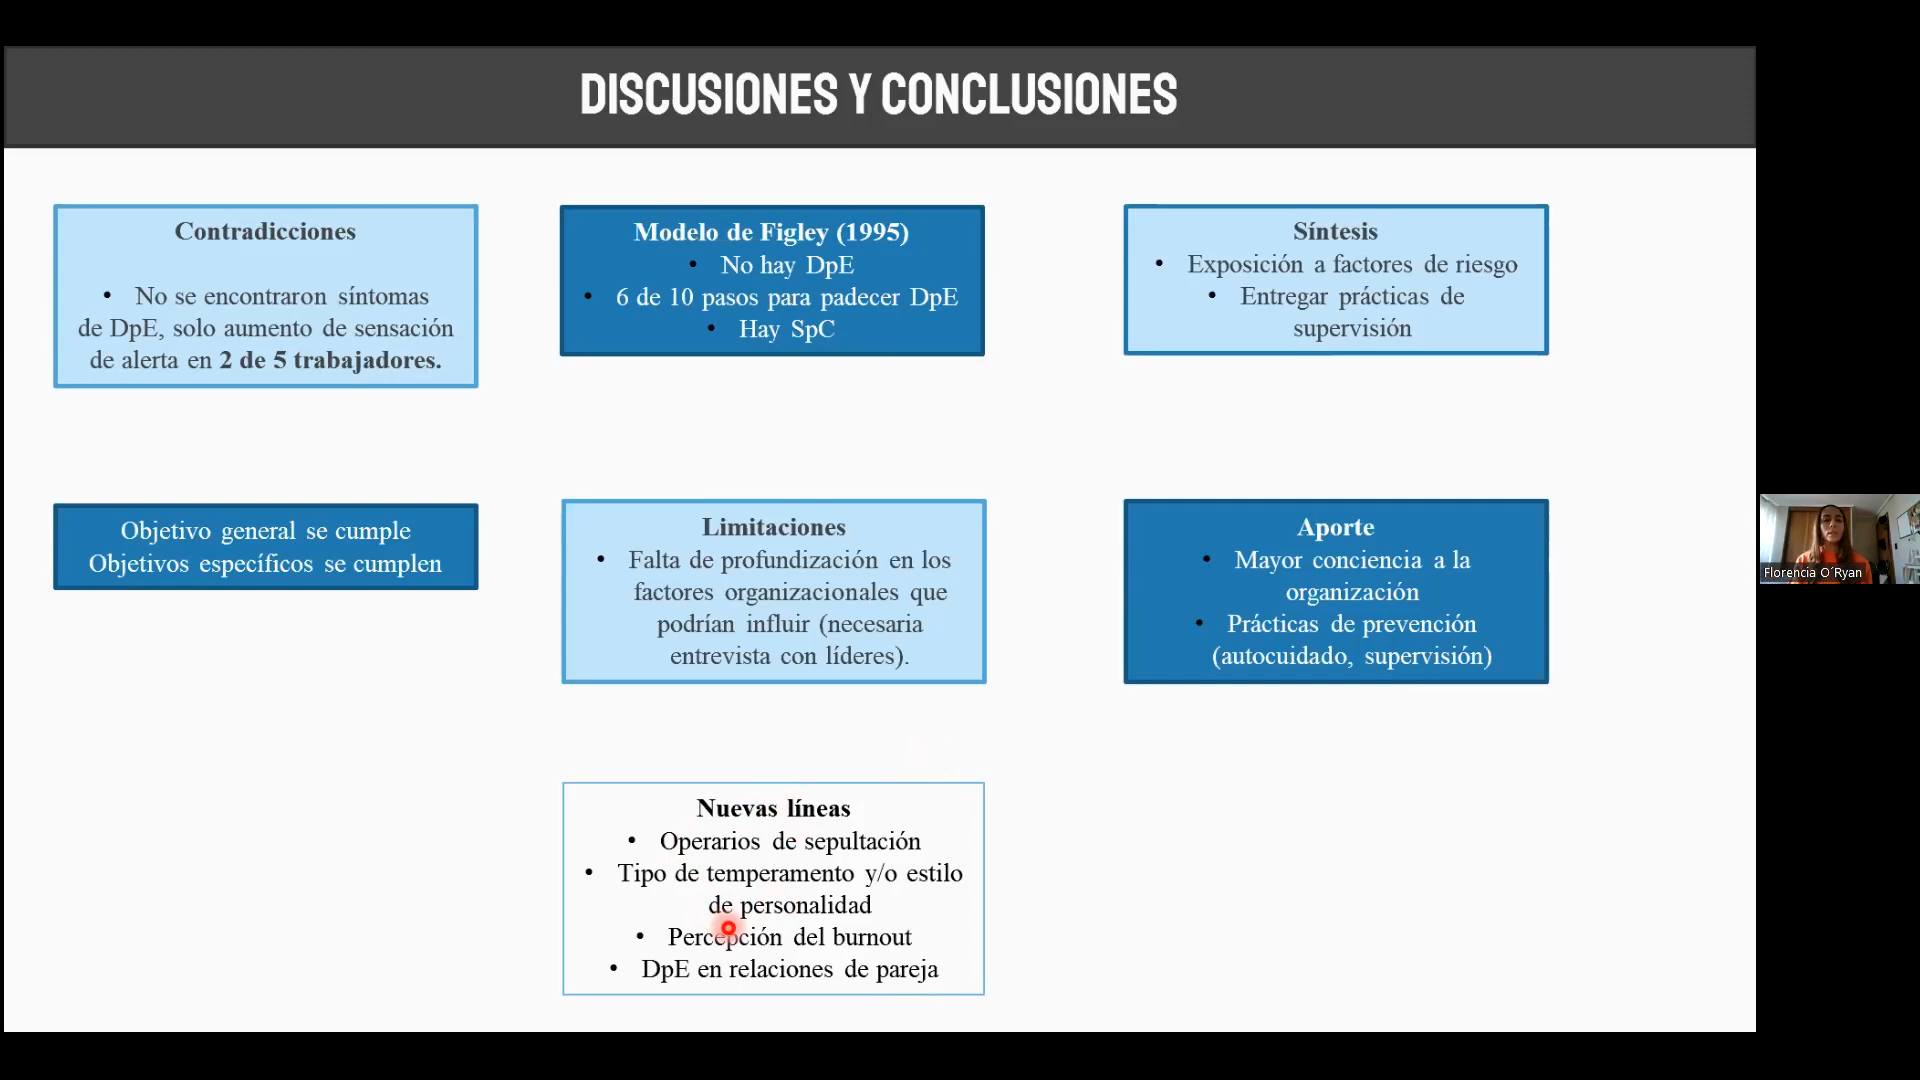 DISCUSIONES Y CONCLUSIONES
Contradicciones
• No se encontraron síntomas
de DpE, solo aumento de sensación
de alerta en 2 de 5 trabajadores.
Modelo de Figley (1995)
• No hay DpE
• 6 de 10 pasos para padecer DpE
• Hay SpC
Síntesis
• Exposición a factores de riesgo
• Entregar prácticas de
supervisión
Objetivo general se cumple
Objetivos específicos se cumplen
Limitaciones
• Falta de profundización en los
factores organizacionales que
podrían influir (necesaria
entrevista con líderes).
Aporte
• Mayor conciencia a la
organización
• Prácticas de prevención
(autocuidado, supervisión)
Nuevas líneas
• Operarios de sepultación
• Tipo de temperamento y/o estilo
de personalidad
• Percepción del burnout
• DpE en relaciones de pareja
Florencia O´Ryan